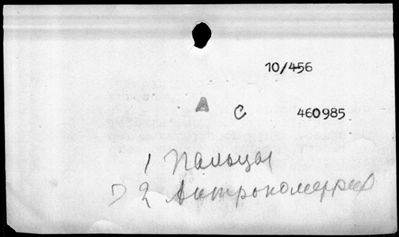 10/456
A C 460985
1 Пальцы
2 Антропометрия